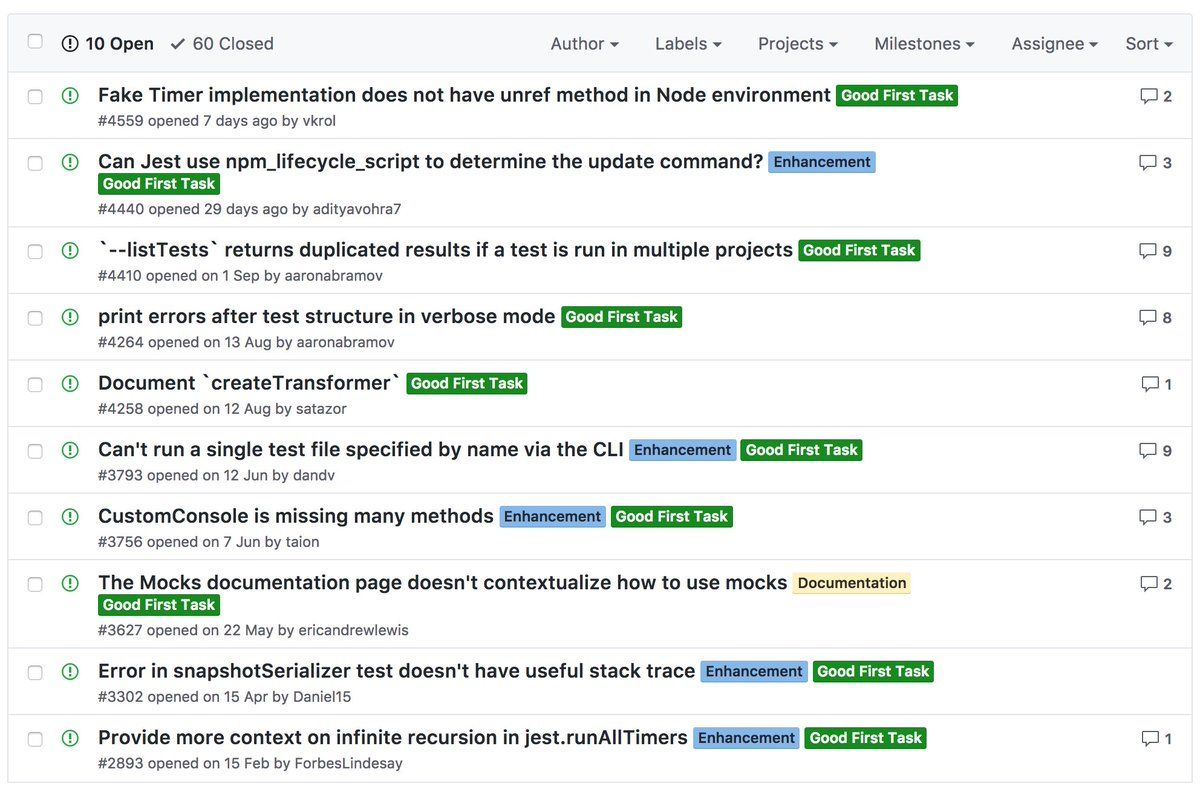 10 Open 60 Closed Author Labels Projects Milestones Assignee Sort
Fake Timer implementation does not have unref method in Node environment Good First Task 2
#4559 opened 7 days ago by vkrol
Can Jest use npm_lifecycle_script to determine the update command? Enhancement 3
Good First Task
#4440 opened 29 days ago by adityavohra7
`--listTests` returns duplicated results if a test is run in multiple projects Good First Task 9
#4410 opened on 1 Sep by aaronabramov
print errors after test structure in verbose mode Good First Task 8
#4264 opened on 13 Aug by aaronabramov
Document `createTransformer` Good First Task 1
#4258 opened on 12 Aug by satazor
Can't run a single test file specified by name via the CLI Enhancement Good First Task 9
#3793 opened on 12 Jun by dandv
CustomConsole is missing many methods Enhancement Good First Task 3
#3756 opened on 7 Jun by taion
The Mocks documentation page doesn't contextualize how to use mocks Documentation 2
Good First Task
#3627 opened on 22 May by ericandrewlewis
Error in snapshotSerializer test doesn't have useful stack trace Enhancement Good First Task
#3302 opened on 15 Apr by Daniel15
Provide more context on infinite recursion in jest.runAllTimers Enhancement Good First Task 1
#2893 opened on 15 Feb by ForbesLindesay